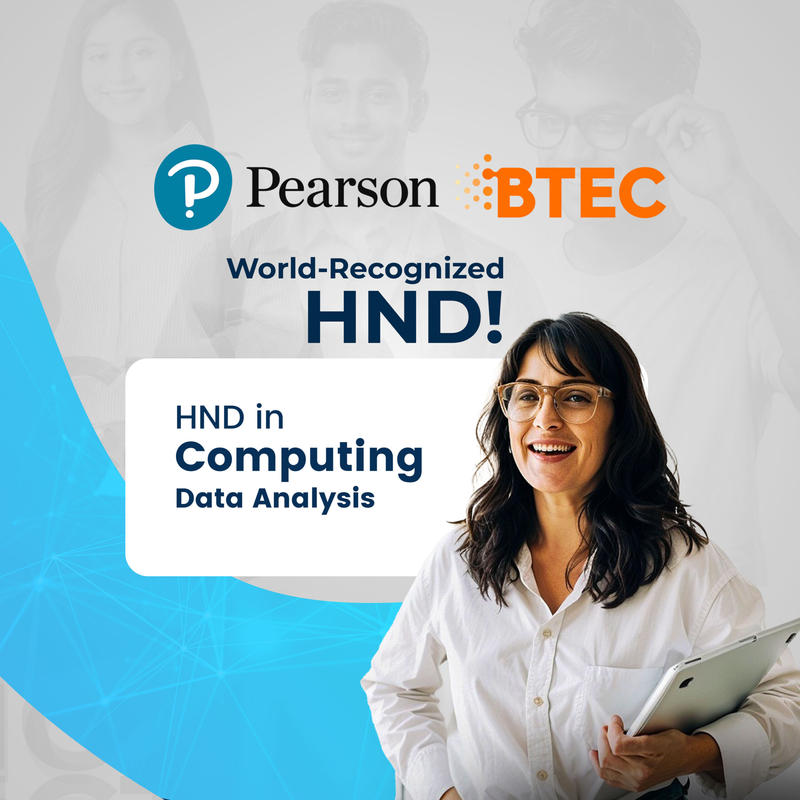 Pearson BTEC
World-Recognized
HND!
HND in
Computing
Data Analysis